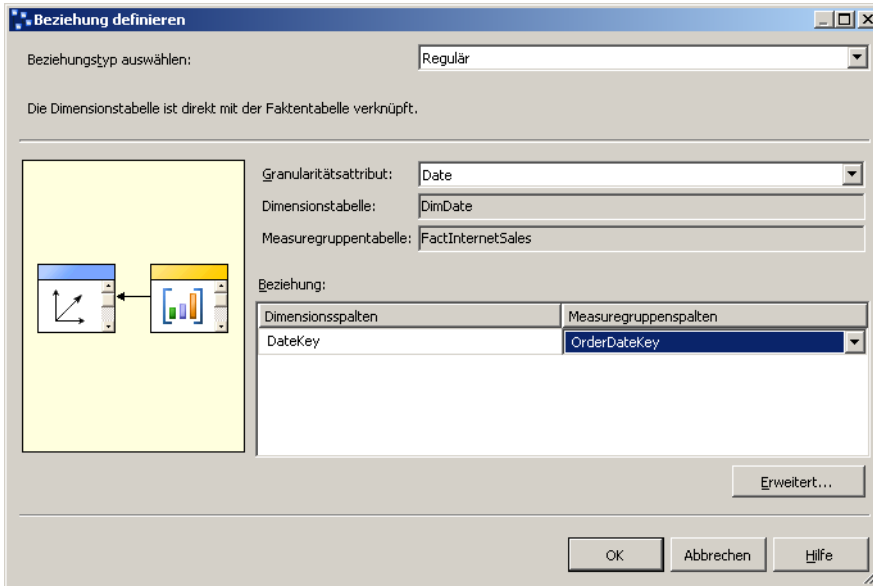 Beziehung definieren
Beziehungstyp auswählen: Regulär
Die Dimensionstabelle ist direkt mit der Faktentabelle verknüpft.
Granularitätsattribut: Date
Dimensionstabelle: DimDate
Measuregruppentabelle: FactInternetSales
Beziehung:
Dimensionsspalten Measuregruppenspalten
DateKey OrderDateKey
Erweitert...
OK Abbrechen Hilfe